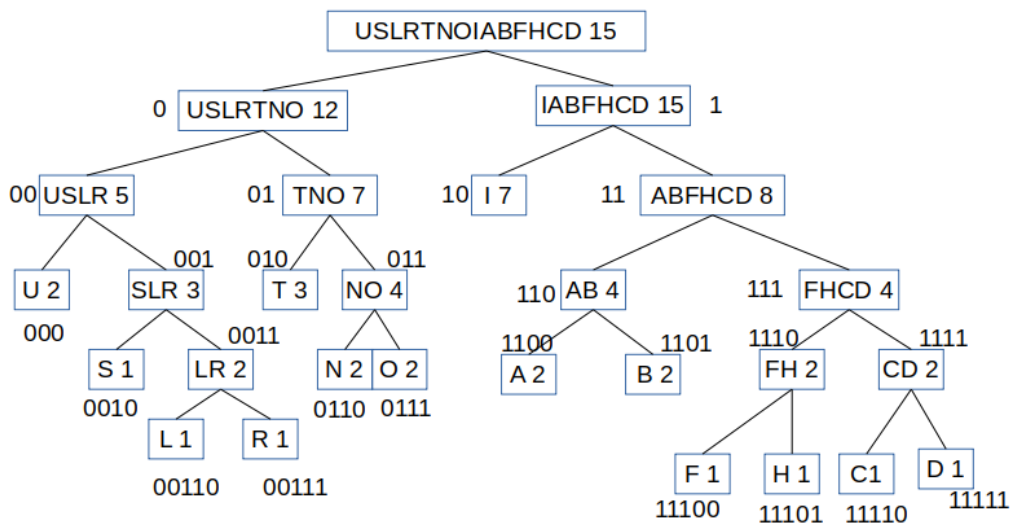 USLRTNOIABFHCD 15
0 USLRTNO 12 IABFHCD 15 1
00 USLR 5 01 TNO 7 10 I 7 11 ABFHCD 8
001 010 011
U 2 SLR 3 T 3 NO 4 110 AB 4 111 FHCD 4
000 0011 1100 1101 1110 1111
S 1 LR 2 N 2 O 2 A 2 B 2 FH 2 CD 2
0010 0110 0111
L 1 R 1
F 1 H 1 C1 D 1
00110 00111 11100 11101 11110 11111